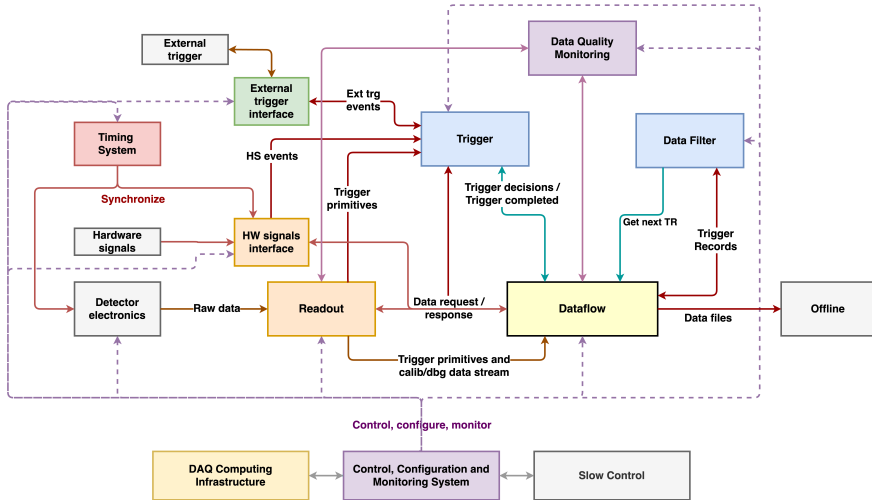 External
trigger
Data Quality
Monitoring
External
trigger
interface
Ext trg
events
Timing
System
Trigger
Data Filter
HS events
Trigger
primitives
Trigger decisions /
Trigger completed
Synchronize
Get next TR
Hardware
signals
HW signals
interface
Trigger
Records
Detector
electronics
Raw data
Readout
Data request /
response
Dataflow
Data files
Offline
Trigger primitives and
calib/dbg data stream
Control, configure, monitor
DAQ Computing
Infrastructure
Control, Configuration and
Monitoring System
Slow Control